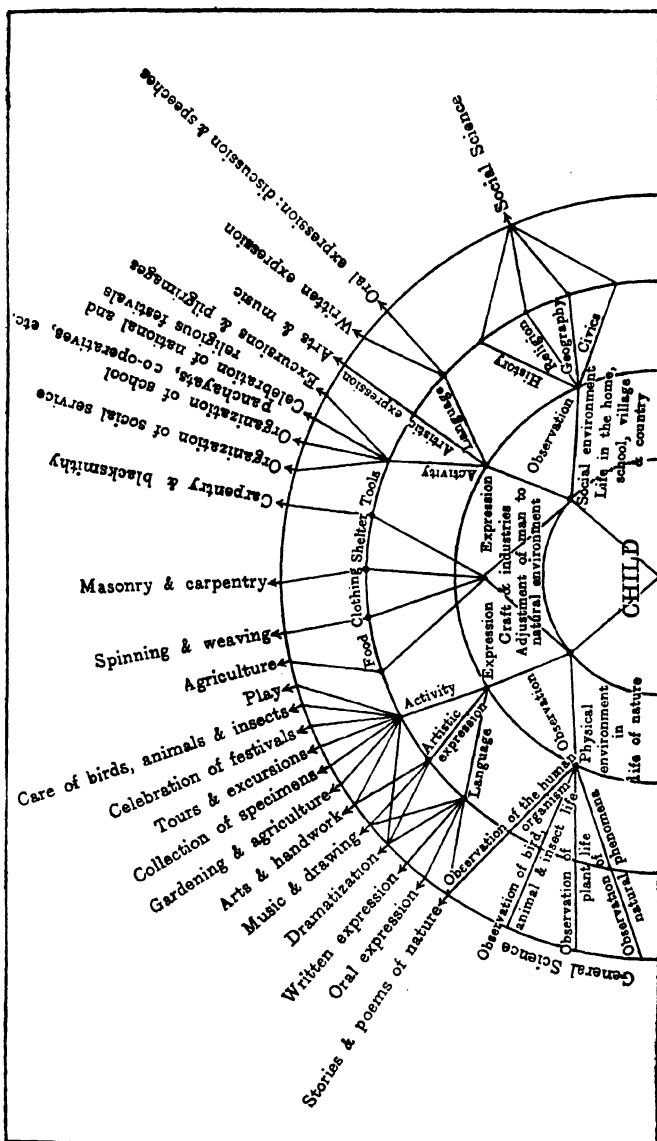 Social Science
Oral expression: discussion & speeches
Written expression
Arts & music
Excursions & pilgrimages
Celebration of national and
religious festivals
Panchayats, co-operatives, etc.
Organization of school
Organization of social service
Carpentry & blacksmithy
Masonry & carpentry
Spinning & weaving
Agriculture
Play
Care of birds, animals & insects
Celebration of festivals
Tours & excursions
Collection of specimens
Gardening & agriculture
Arts & handwork
Music & drawing
Dramatization
Written expression
Oral expression
Stories & poems of nature
General Science
History
Religion
Geography
Civics
Language
Artistic
expression
Activity
Tools
Shelter
Clothing
Food
Activity
Artistic
expression
Language
Observation of the human
organism
Observation of bird,
animal & insect life
Observation of
plant life
Observation of
natural phenomena
Observation
Social environment
Life in the home,
school, village
& country
Expression
Craft & industries
Adjustment of man to
natural environment
Expression
Observation
Physical
environment
in
life of nature
CHILD